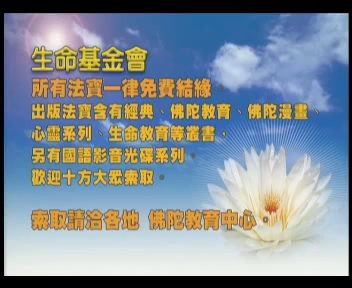 生命基金會
所有法寶一律免費結緣。
出版法寶含有經典、佛陀教育、佛陀漫畫、
心靈系列、生命教育等叢書，
另有國語影音光碟系列，
歡迎十方大眾索取。
索取請洽各地 佛陀教育中心。